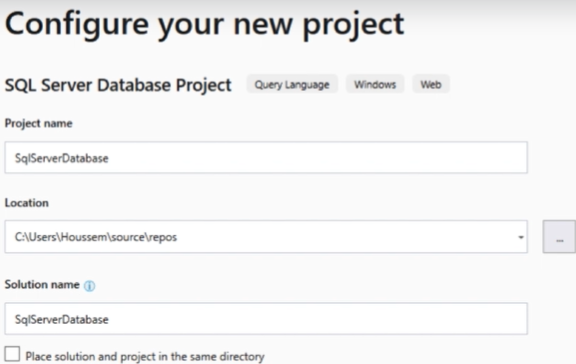 Configure your new project
SQL Server Database Project Query Language Windows Web
Project name
SqlServerDatabase
Location
C:\Users\Houssem\source\repos
...
Solution name
SqlServerDatabase
Place solution and project in the same directory